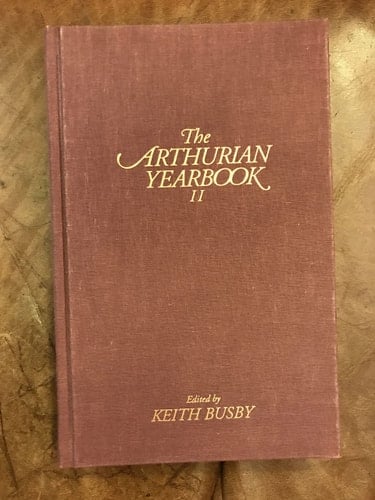 The
ARTHURIAN
YEARBOOK
II
Edited by
KEITH BUSBY